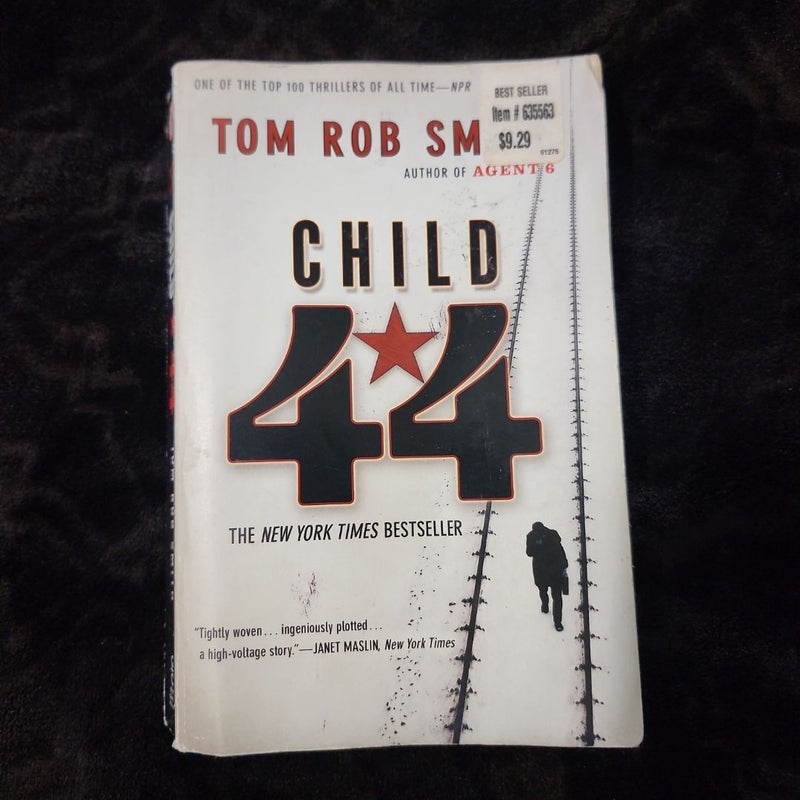 ONE OF THE TOP 100 THRILLERS OF ALL TIME—NPR
BEST SELLER
Item # 635563
$9.29
61275
TOM ROB SM
AUTHOR OF AGENT 6
CHILD
44
THE NEW YORK TIMES BESTSELLER
"Tightly woven . . . ingeniously plotted . . .
a high-voltage story."—JANET MASLIN, New York Times